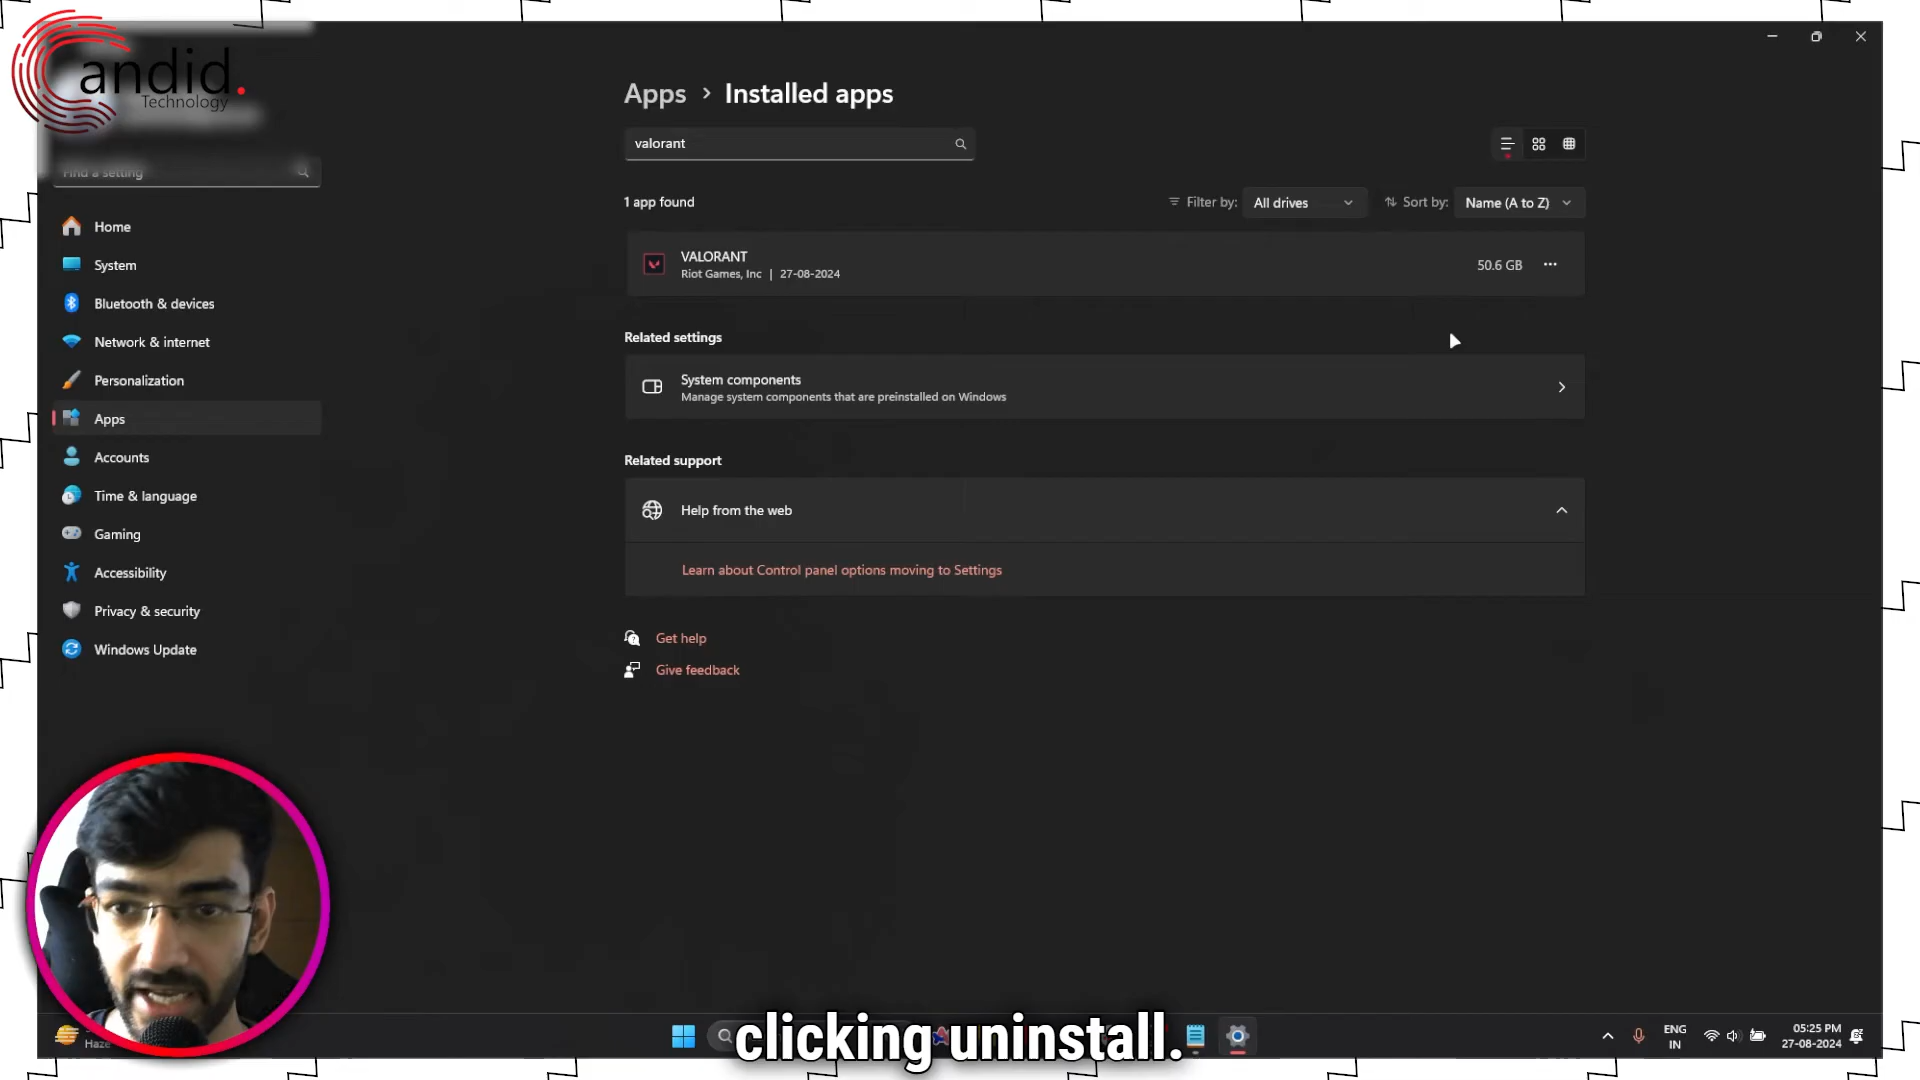 andid.
Technology
Find a setting
Home
System
Bluetooth & devices
Network & internet
Personalization
Apps
Accounts
Time & language
Gaming
Accessibility
Privacy & security
Windows Update
Apps > Installed apps
valorant
1 app found
Filter by: All drives
Sort by: Name (A to Z)
VALORANT
Riot Games, Inc | 27-08-2024
50.6 GB
Related settings
System components
Manage system components that are preinstalled on Windows
Related support
Help from the web
Learn about Control panel options moving to Settings
Get help
Give feedback
Haze
clicking uninstall.
ENG
IN
05:25 PM
27-08-2024